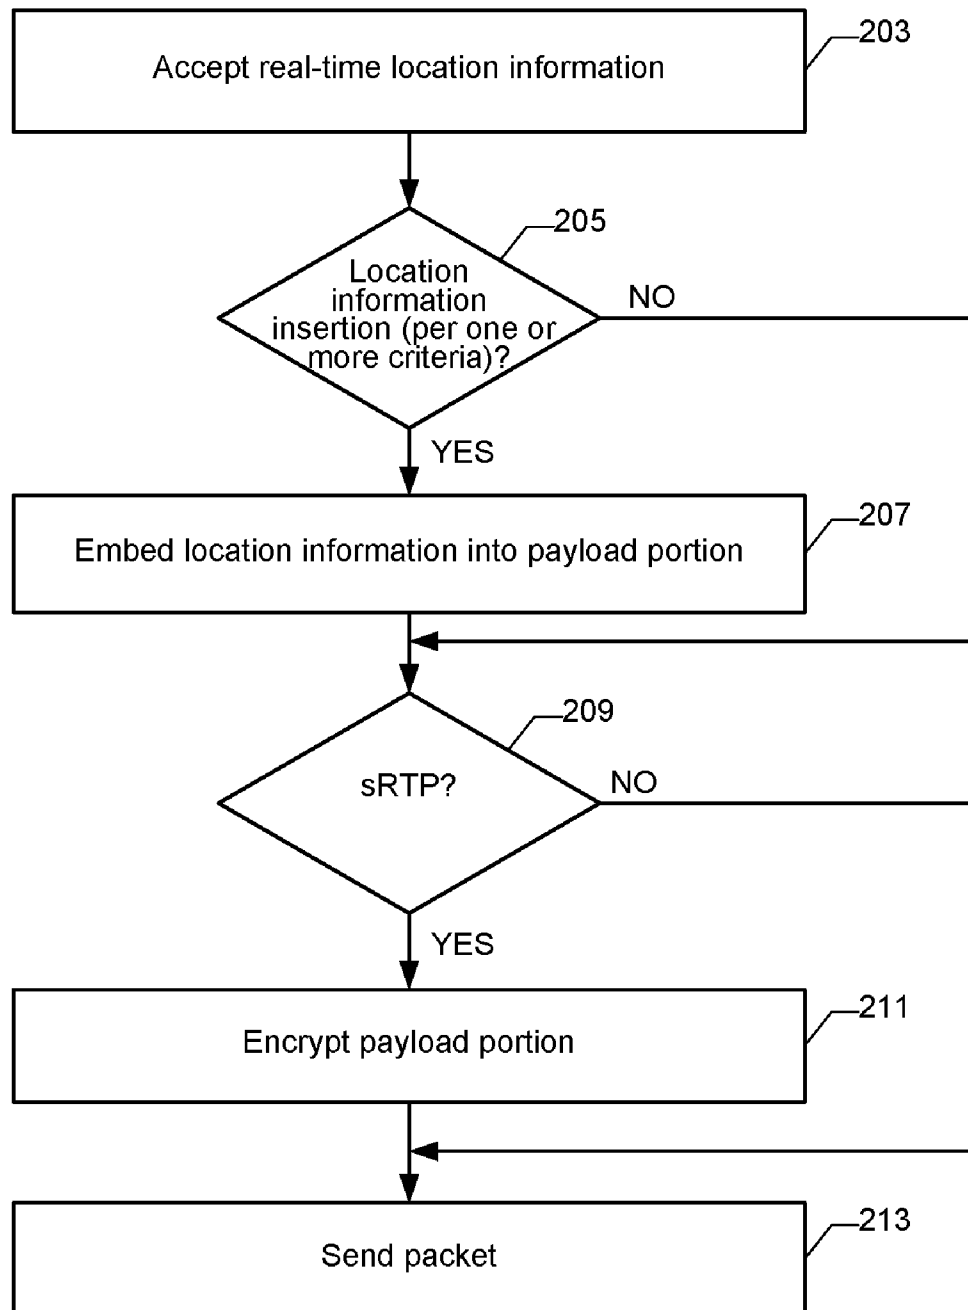 203
Accept real-time location information
205
Location
information
insertion (per one or
more criteria)?
NO
YES
207
Embed location information into payload portion
209
sRTP?
NO
YES
211
Encrypt payload portion
213
Send packet